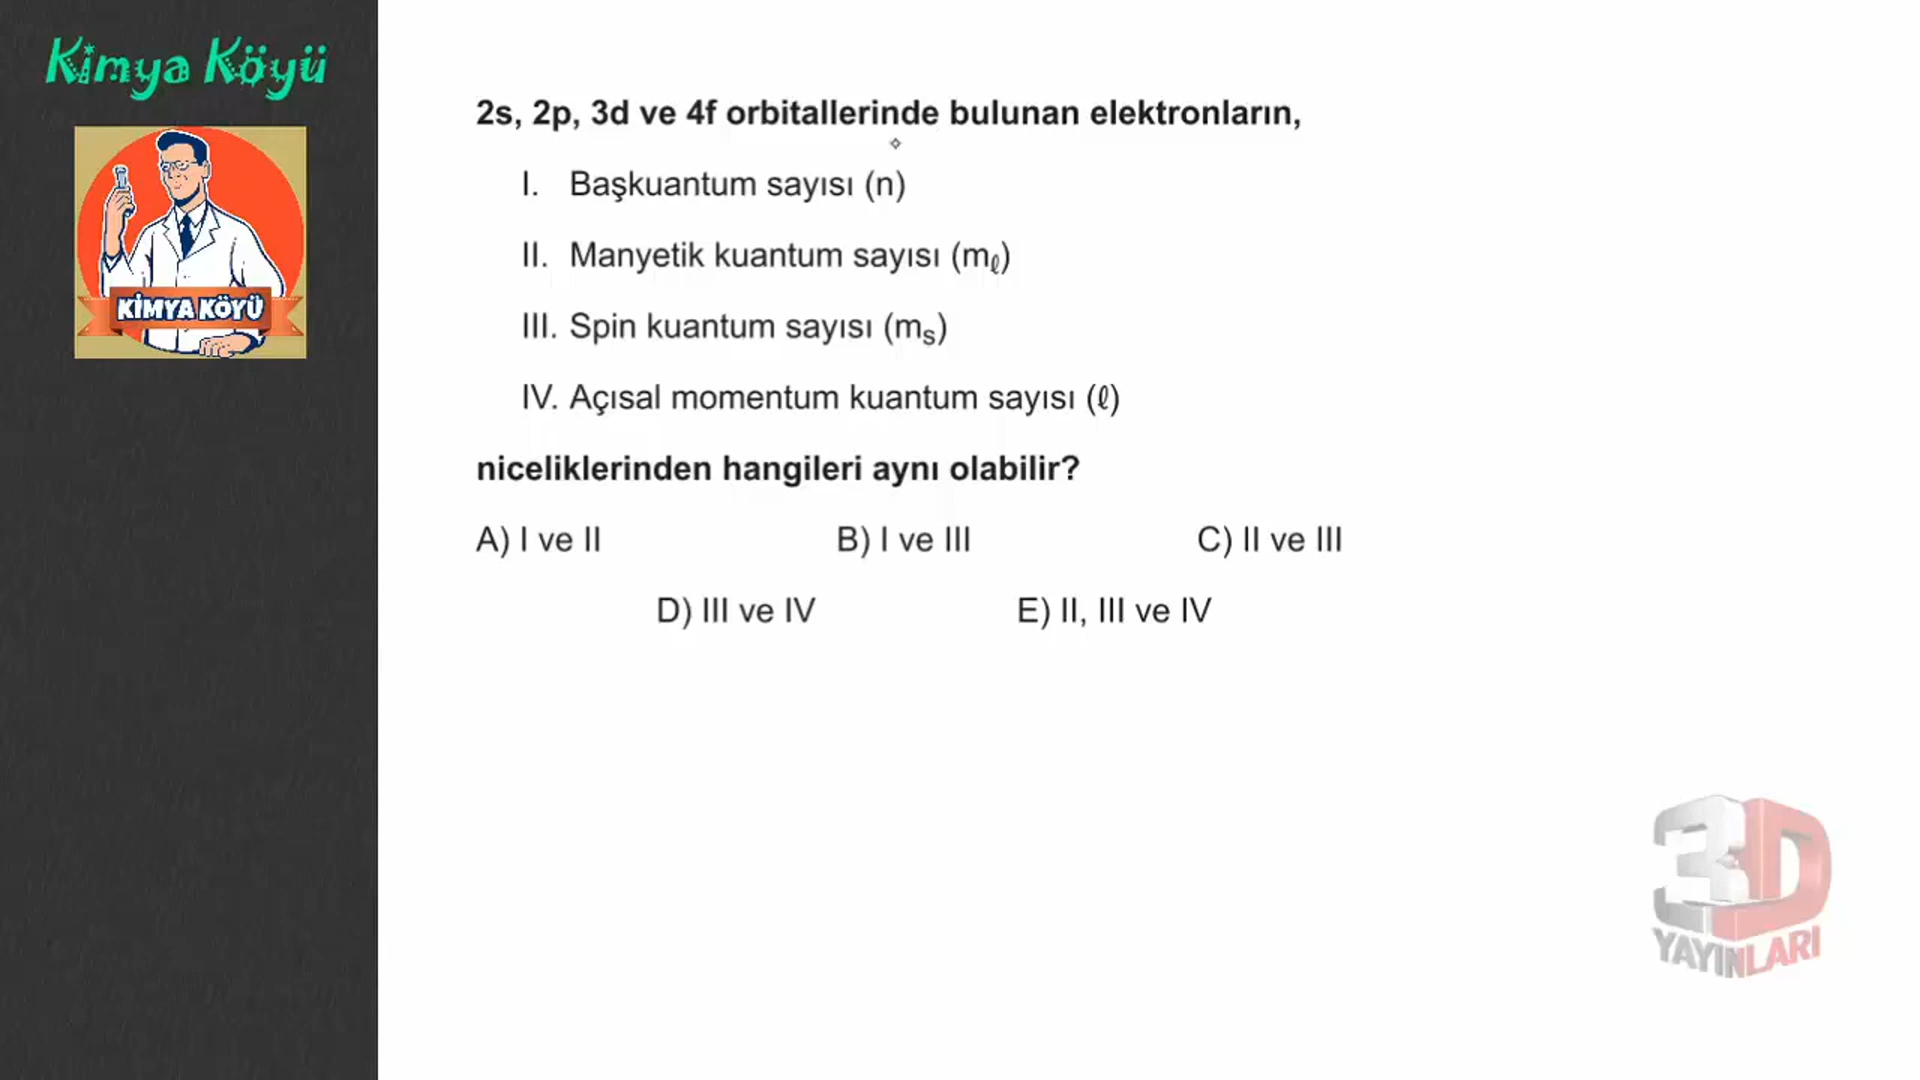 Kimya Köyü
KİMYA KÖYÜ
2s, 2p, 3d ve 4f orbitallerinde bulunan elektronların,
I. Başkuantum sayısı (n)
II. Manyetik kuantum sayısı (mℓ)
III. Spin kuantum sayısı (ms)
IV. Açısal momentum kuantum sayısı (ℓ)
niceliklerinden hangileri aynı olabilir?
A) I ve II B) I ve III C) II ve III
D) III ve IV E) II, III ve IV
3D
YAYINLARI